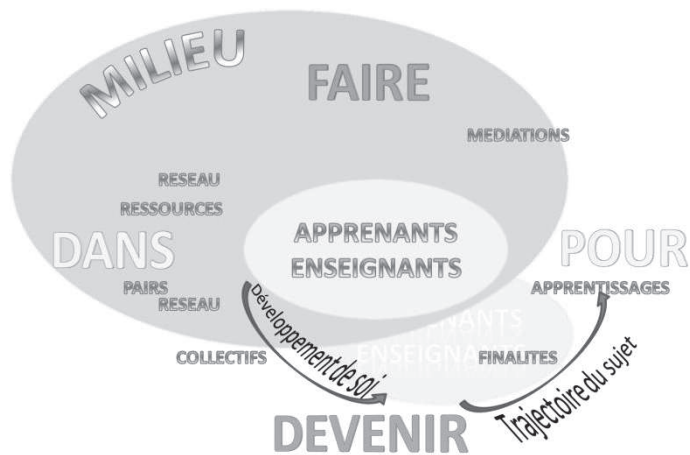 MILIEU
FAIRE
MEDIATIONS
RESEAU
RESSOURCES
DANS
APPRENANTS
ENSEIGNANTS
POUR
PAIRS
RESEAU
APPRENTISSAGES
COLLECTIFS
Développement de soi
ENSEIGNANTS
FINALITES
Trajectoire du sujet
DEVENIR